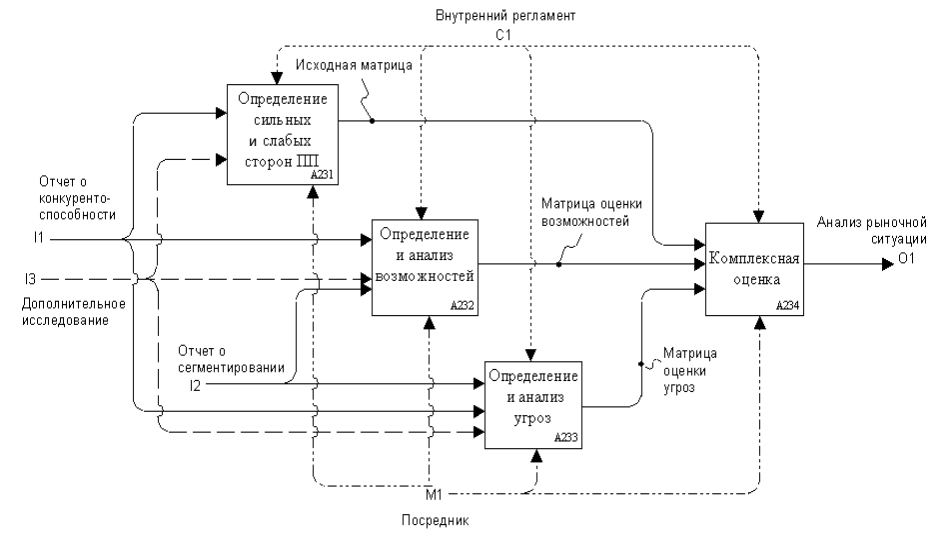 Внутренний регламент
C1
Исходная матрица
Определение
сильных
и слабых
сторон ПП
A231
Отчет о
конкуренто-
способности
I1
I3
Дополнительное
исследование
Определение
и анализ
возможностей
A232
Матрица оценки
возможностей
Комплексная
оценка
A234
Анализ рыночной
ситуации
O1
Отчет о
сегментировании
I2
Определение
и анализ
угроз
A233
Матрица
оценки
угроз
M1
Посредник